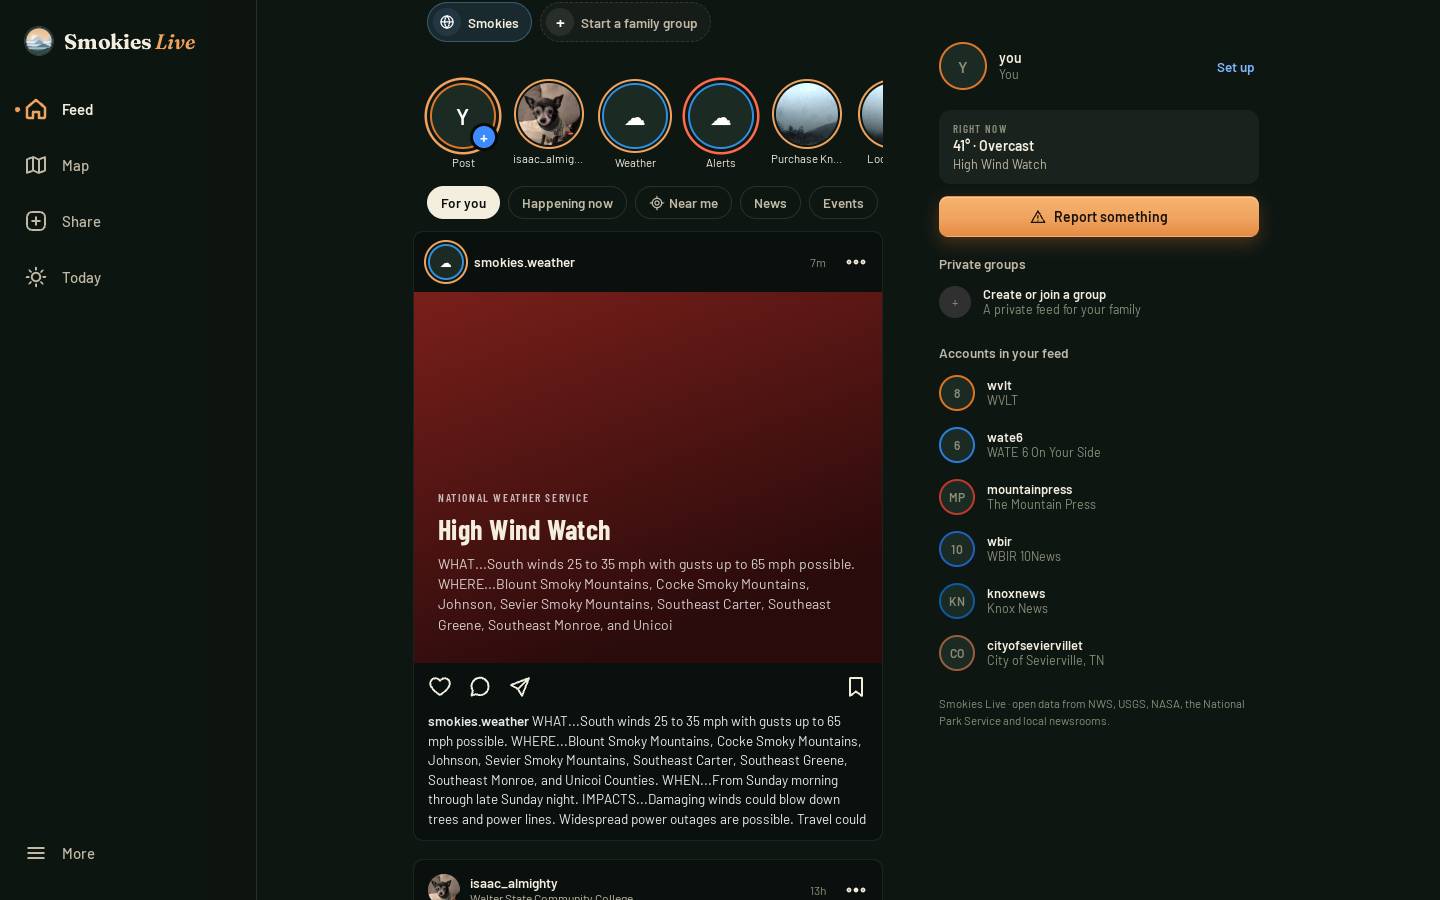 Smokies Live
Feed
Map
Share
Today
More
Smokies
+ Start a family group
Y
+
Post
isaac_almig...
Weather
Alerts
Purchase Kn...
Loc
For you
Happening now
Near me
News
Events
smokies.weather
7m
NATIONAL WEATHER SERVICE
High Wind Watch
WHAT...South winds 25 to 35 mph with gusts up to 65 mph possible.
WHERE...Blount Smoky Mountains, Cocke Smoky Mountains,
Johnson, Sevier Smoky Mountains, Southeast Carter, Southeast
Greene, Southeast Monroe, and Unicoi
smokies.weather WHAT...South winds 25 to 35 mph with gusts up to 65
mph possible. WHERE...Blount Smoky Mountains, Cocke Smoky Mountains,
Johnson, Sevier Smoky Mountains, Southeast Carter, Southeast Greene,
Southeast Monroe, and Unicoi Counties. WHEN...From Sunday morning
through late Sunday night. IMPACTS...Damaging winds could blow down
trees and power lines. Widespread power outages are possible. Travel could
isaac_almighty
13h
Walter State Community College
Y
you
You
Set up
RIGHT NOW
41° · Overcast
High Wind Watch
Report something
Private groups
+
Create or join a group
A private feed for your family
Accounts in your feed
8
wvlt
WVLT
6
wate6
WATE 6 On Your Side
MP
mountainpress
The Mountain Press
10
wbir
WBIR 10News
KN
knoxnews
Knox News
CO
cityofseviervillet
City of Sevierville, TN
Smokies Live · open data from NWS, USGS, NASA, the National
Park Service and local newsrooms.